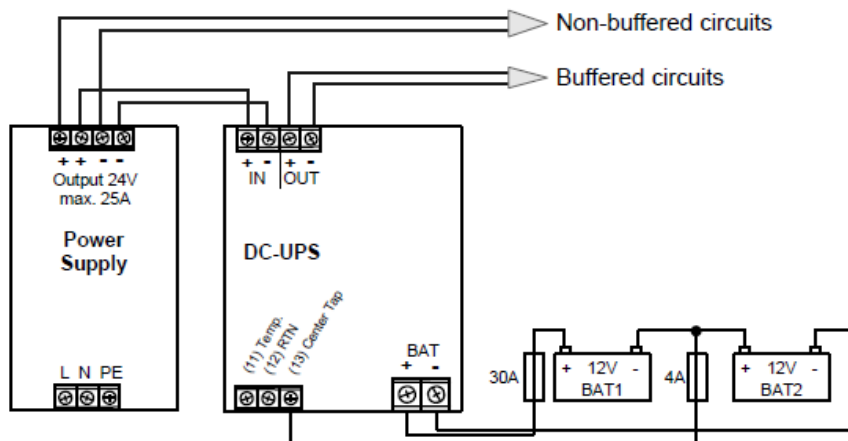 Non-buffered circuits
Buffered circuits
+ + - -
Output 24V
max. 25A
Power
Supply
L N PE
+ - + -
IN OUT
DC-UPS
(11) Temp.
(12) RTN
(13) Center Tap
BAT
+ -
30A
+ 12V -
BAT1
4A
+ 12V -
BAT2